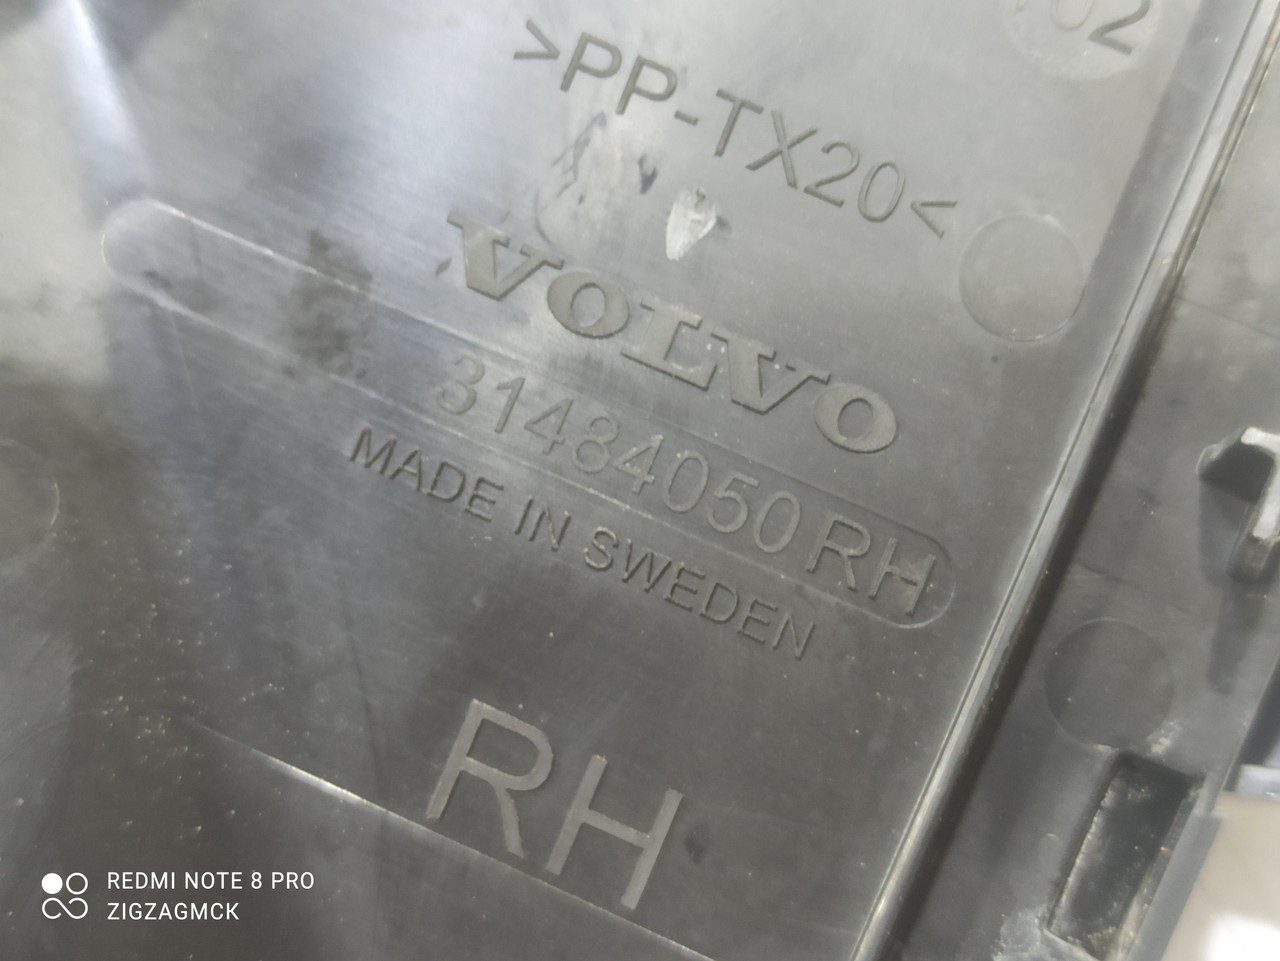 >PP-TX20<
VOLVO
31484050 RH
MADE IN SWEDEN
RH
REDMI NOTE 8 PRO
ZIGZAGMCK